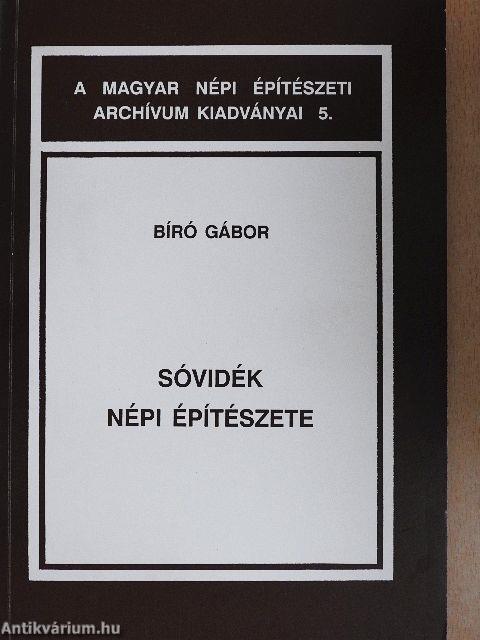 A MAGYAR NÉPI ÉPÍTÉSZETI
ARCHÍVUM KIADVÁNYAI 5.
BÍRÓ GÁBOR
SÓVIDÉK
NÉPI ÉPÍTÉSZETE
Antikvárium.hu